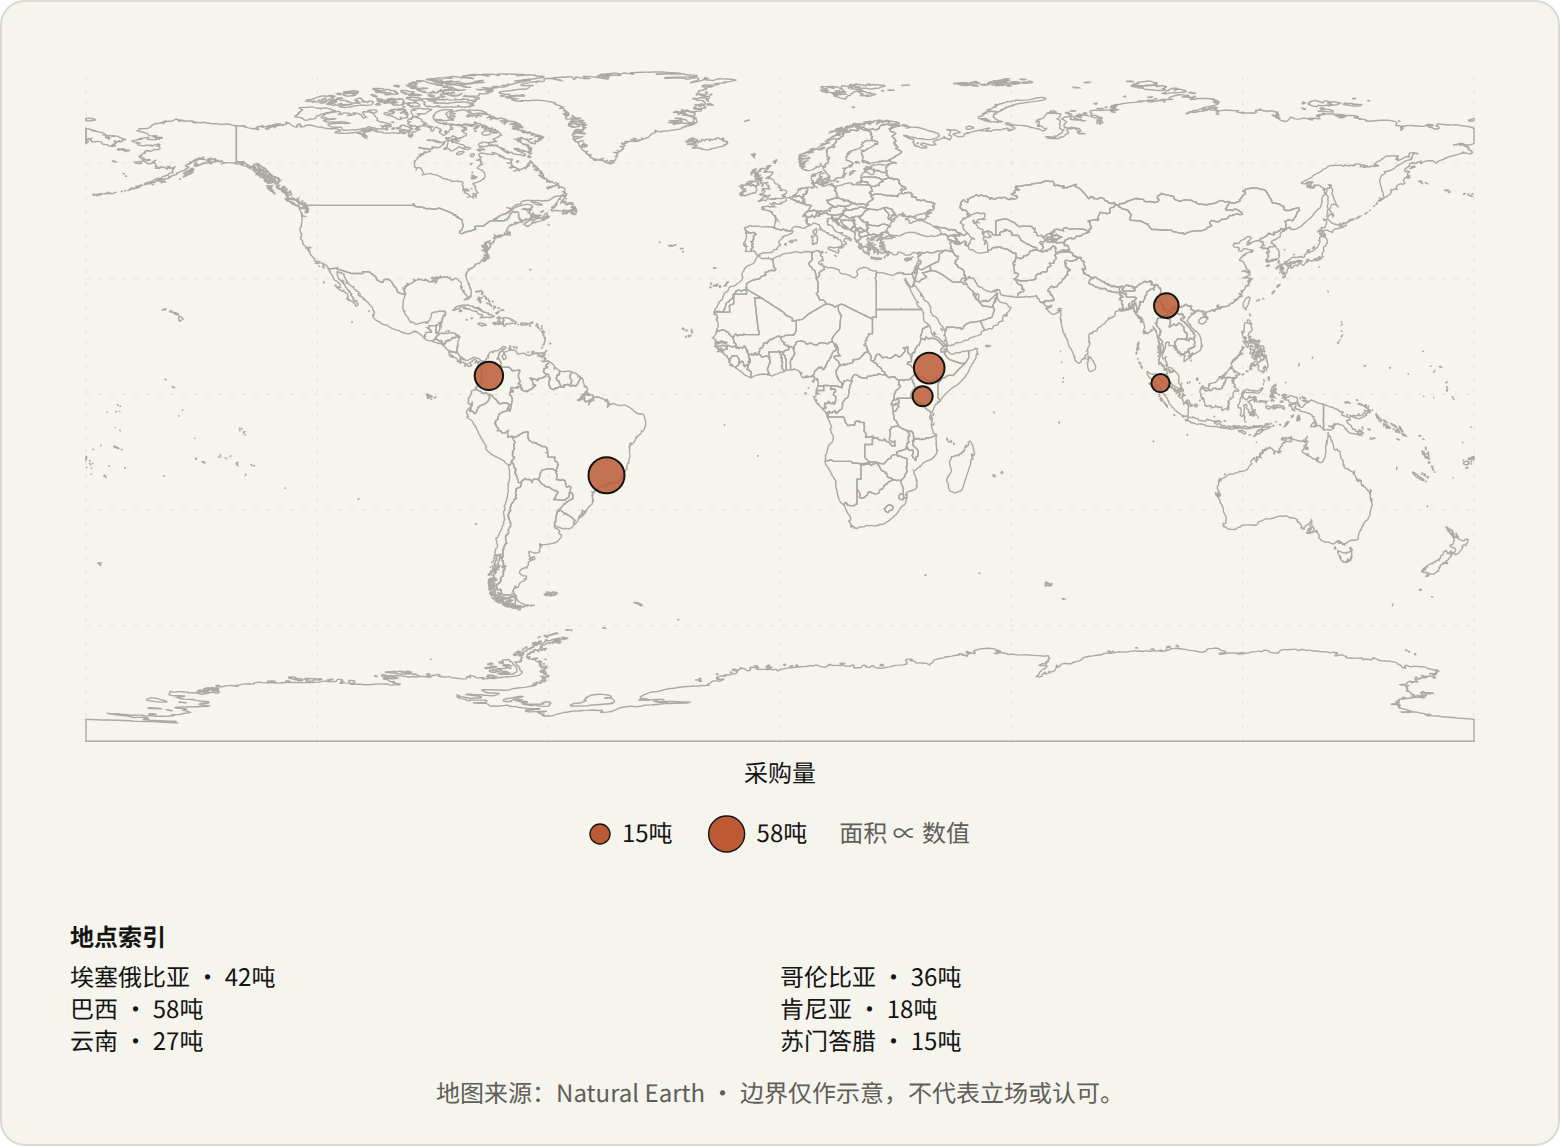 采购量
15吨
58吨
面积 ∝ 数值
地点索引
埃塞俄比亚 • 42吨
哥伦比亚 • 36吨
巴西 • 58吨
肯尼亚 • 18吨
云南 • 27吨
苏门答腊 • 15吨
地图来源：Natural Earth • 边界仅作示意，不代表立场或认可。